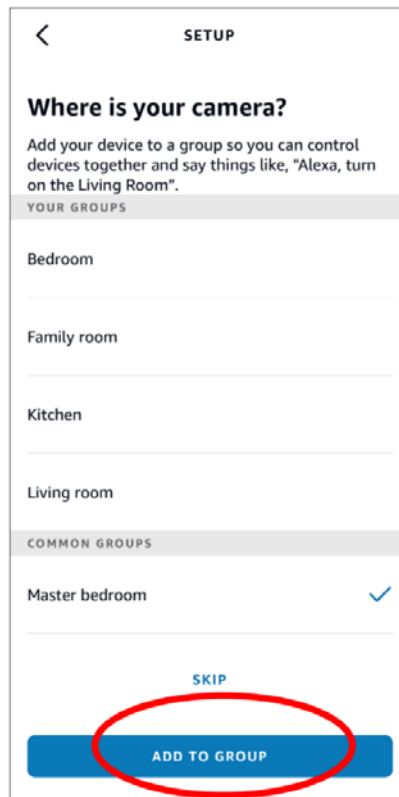 SETUP
Where is your camera?
Add your device to a group so you can control
devices together and say things like, "Alexa, turn
on the Living Room".
YOUR GROUPS
Bedroom
Family room
Kitchen
Living room
COMMON GROUPS
Master bedroom
SKIP
ADD TO GROUP